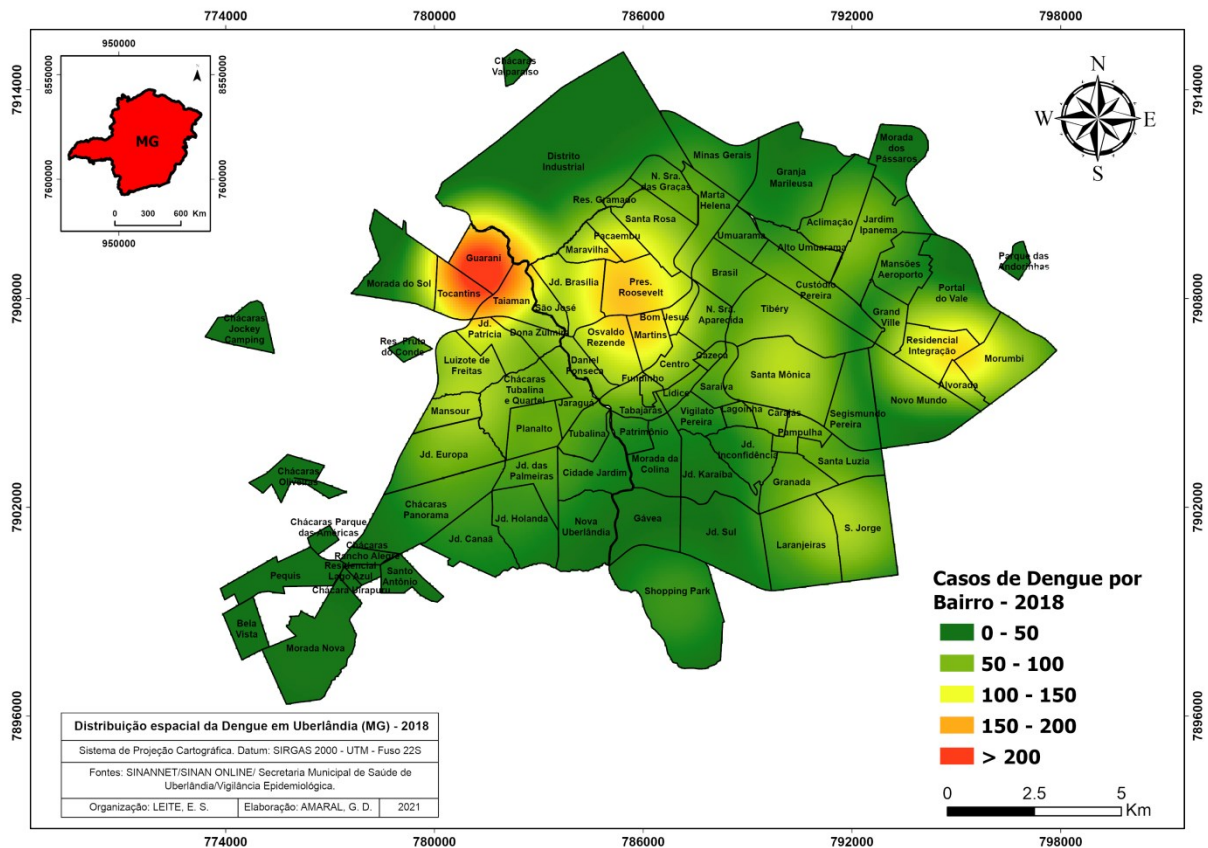 774000 780000 786000 792000 798000
950000
8550000 8550000
7600000 7600000
MG
0 300 600 Km
950000
N
W E
S
7914000 7914000
7908000 7908000
7902000 7902000
7896000 7896000
Chácaras
Valparaíso
Distrito
Industrial
Minas Gerais
Granja
Marileusa
Morada
dos
Pássaros
N. Sra.
das Graças
Res. Gramado
Marta
Helena
Santa Rosa
Aclimação
Jardim
Ipanema
Pacaembu
Umuarama
Alto Umuarama
Maravilha
Guarani
Morada do Sol
Tocantins
Taiaman
Jd. Brasília
Pres.
Roosevelt
Brasil
Custódio
Pereira
Mansões
Aeroporto
Parque das
Andorinhas
Portal
do Vale
São José
N. Sra.
Aparecida
Tibéry
Grand
Ville
Chácaras
Jockey
Camping
Jd.
Patrícia
Dona Zulmira
Bom Jesus
Osvaldo
Rezende
Martins
Residencial
Integração
Morumbi
Res. Fruta
do Conde
Luizote de
Freitas
Daniel
Fonseca
Centro
Cazeca
Fundinho
Santa Mônica
Alvorada
Novo Mundo
Chácaras
Tubalina
e Quartel
Jaraguá
Lídice
Saraiva
Mansour
Tabajaras
Vigilato
Pereira
Lagoinha
Carajás
Segismundo
Pereira
Planalto
Tubalina
Patrimônio
Pampulha
Jd. Europa
Jd. das
Palmeiras
Cidade Jardim
Morada da
Colina
Jd. Karaíba
Jd.
Inconfidência
Santa Luzia
Granada
Chácaras
Oliveiras
Chácaras
Panorama
Jd. Holanda
Nova
Uberlândia
Gávea
Jd. Sul
S. Jorge
Laranjeiras
Jd. Canaã
Chácaras Parque
das Américas
Chácaras
Rancho Alegre
Residencial
Lago Azul
Santo
Antônio
Pequis
Chácara Uirapuru
Shopping Park
Bela
Vista
Morada Nova
Casos de Dengue por
Bairro - 2018
0 - 50
50 - 100
100 - 150
150 - 200
> 200
0 2.5 5
Km
Distribuição espacial da Dengue em Uberlândia (MG) - 2018
Sistema de Projeção Cartográfica. Datum: SIRGAS 2000 - UTM - Fuso 22S
Fontes: SINANNET/SINAN ONLINE/ Secretaria Municipal de Saúde de
Uberlândia/Vigilância Epidemiológica.
Organização: LEITE, E. S. Elaboração: AMARAL, G. D. 2021
774000 780000 786000 792000 798000